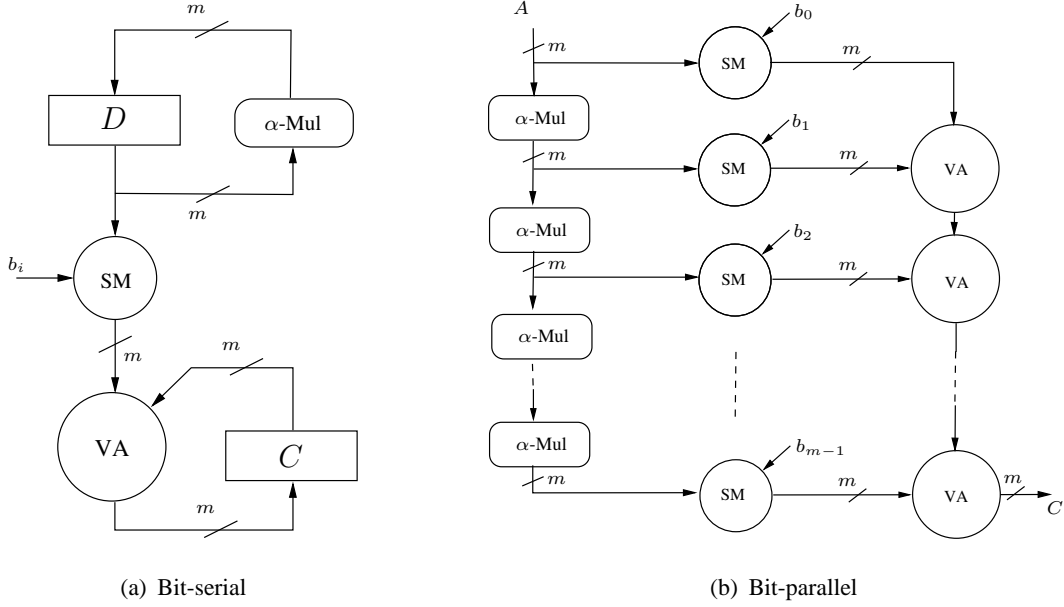 m
D
α-Mul
m
b_i
SM
m
m
VA
C
m
(a) Bit-serial
A
b_0
m
SM
m
α-Mul
b_1
m
SM
m
VA
α-Mul
b_2
m
SM
m
VA
α-Mul
α-Mul
b_{m-1}
m
SM
m
VA
m
C
(b) Bit-parallel